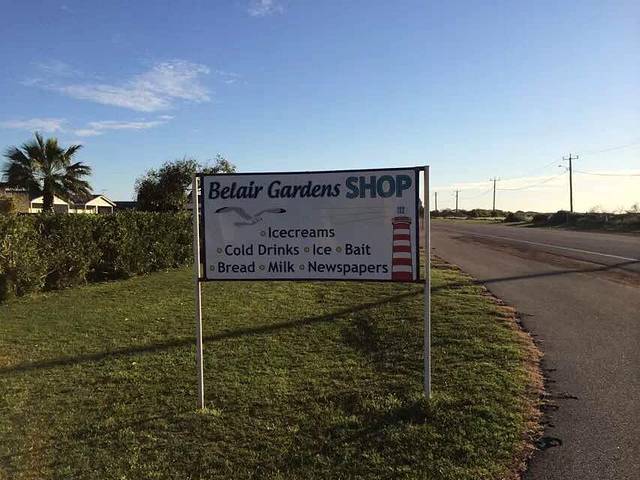 Belair Gardens SHOP
Icecreams
Cold Drinks Ice Bait
Bread Milk Newspapers